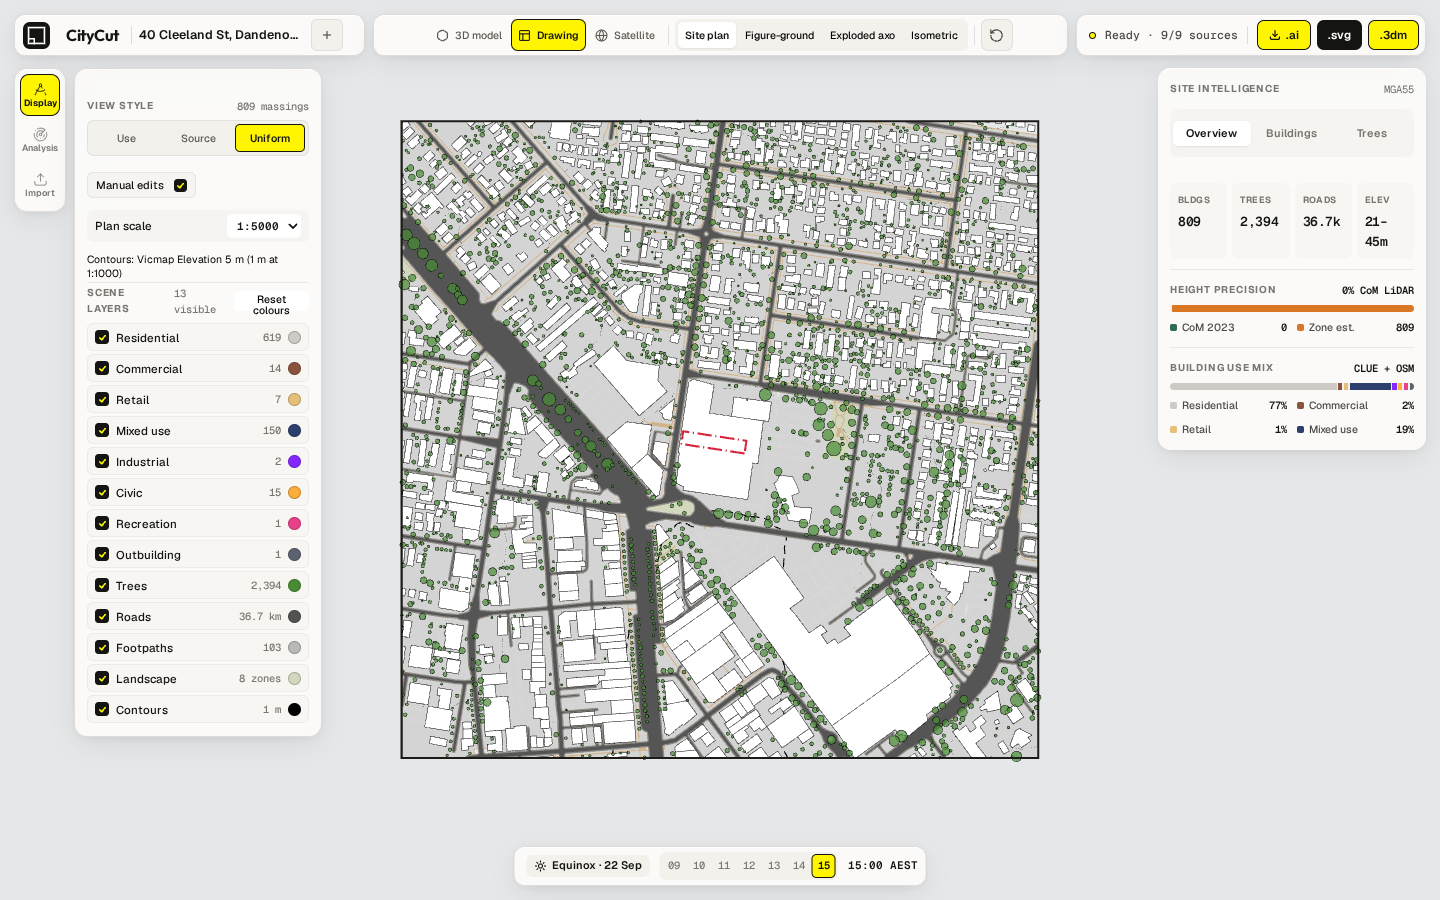 CityCut
40 Cleeland St, Dandeno...
+
3D model
Drawing
Satellite
Site plan
Figure-ground
Exploded axo
Isometric
Ready · 9/9 sources
.ai
.svg
.3dm
Display
Analysis
Import
VIEW STYLE
809 massings
Use
Source
Uniform
Manual edits
Plan scale
1:5000
Contours: Vicmap Elevation 5 m (1 m at
1:1000)
SCENE
LAYERS
13
visible
Reset
colours
Residential 619
Commercial 14
Retail 7
Mixed use 150
Industrial 2
Civic 15
Recreation 1
Outbuilding 1
Trees 2,394
Roads 36.7 km
Footpaths 103
Landscape 8 zones
Contours 1 m
SITE INTELLIGENCE
MGA55
Overview
Buildings
Trees
BLDGS
809
TREES
2,394
ROADS
36.7k
ELEV
21–
45m
HEIGHT PRECISION
0% CoM LiDAR
CoM 2023 0
Zone est. 809
BUILDING USE MIX
CLUE + OSM
Residential 77%
Commercial 2%
Retail 1%
Mixed use 19%
Equinox · 22 Sep
09 10 11 12 13 14 15
15:00 AEST